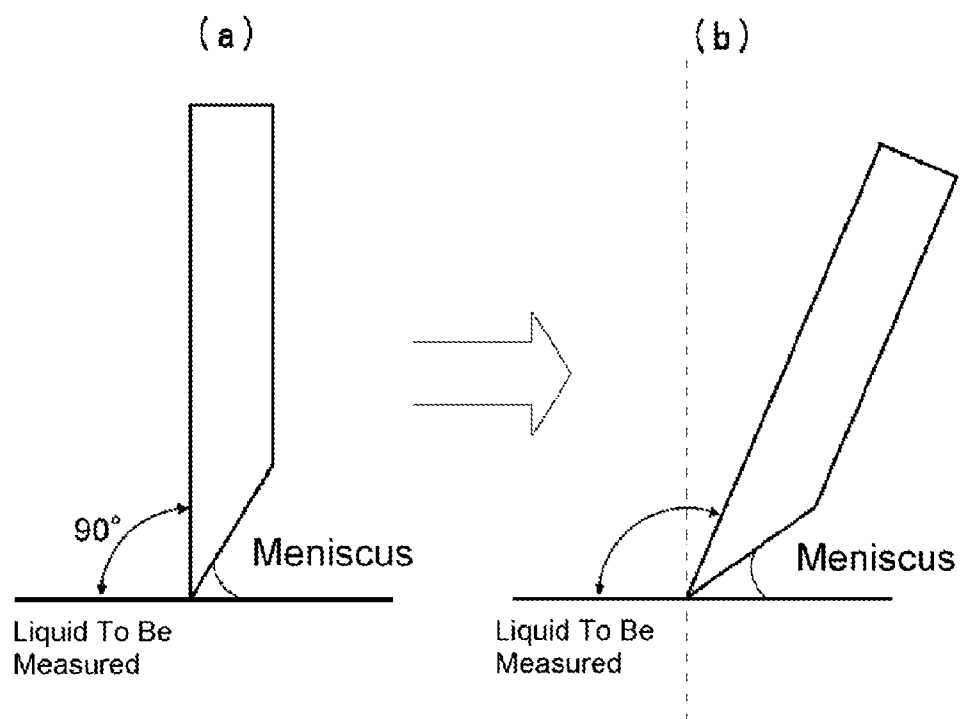 (a)
(b)
90°
Meniscus
Meniscus
Liquid To Be
Measured
Liquid To Be
Measured